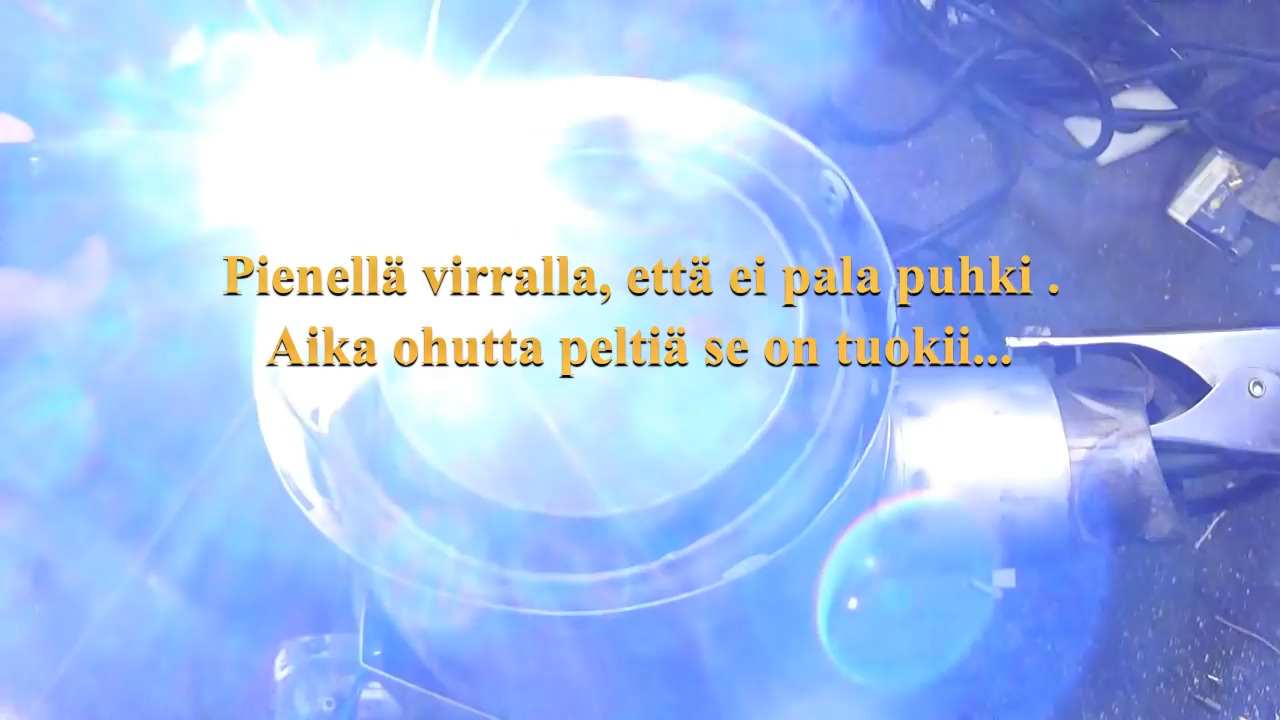 Pienellä virralla, että ei pala puhki .
Aika ohutta peltiä se on tuokii...